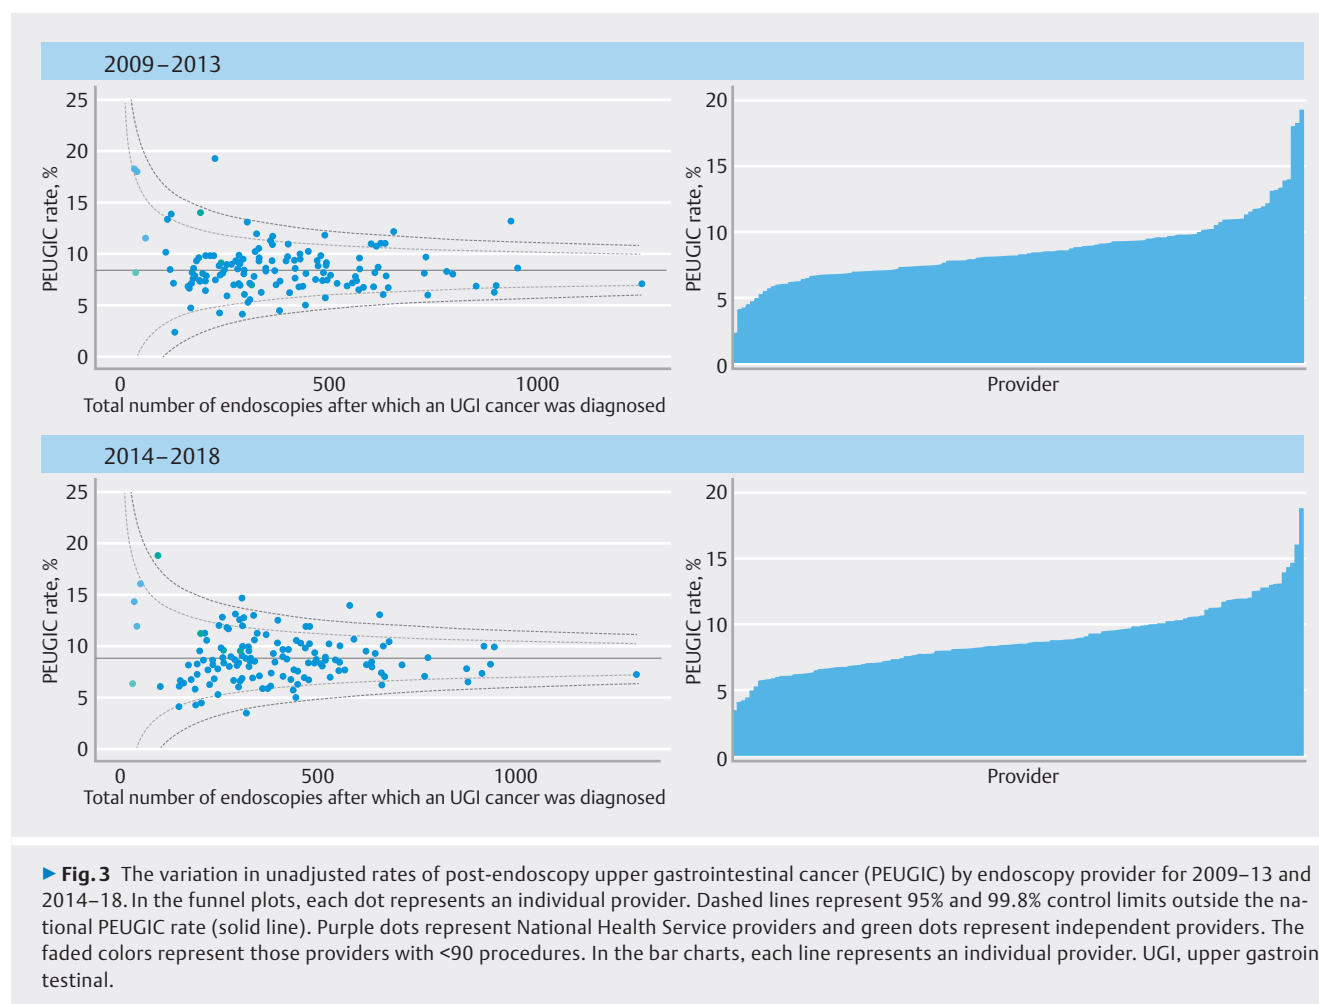 2009–2013
25
20
15
10
5
0
PEUGIC rate, %
0 500 1000
Total number of endoscopies after which an UGI cancer was diagnosed
20
15
10
5
0
PEUGIC rate, %
Provider
2014–2018
25
20
15
10
5
0
PEUGIC rate, %
0 500 1000
Total number of endoscopies after which an UGI cancer was diagnosed
20
15
10
5
0
PEUGIC rate, %
Provider
▶ Fig. 3 The variation in unadjusted rates of post-endoscopy upper gastrointestinal cancer (PEUGIC) by endoscopy provider for 2009–13 and
2014–18. In the funnel plots, each dot represents an individual provider. Dashed lines represent 95% and 99.8% control limits outside the na-
tional PEUGIC rate (solid line). Purple dots represent National Health Service providers and green dots represent independent providers. The
faded colors represent those providers with <90 procedures. In the bar charts, each line represents an individual provider. UGI, upper gastroin
testinal.